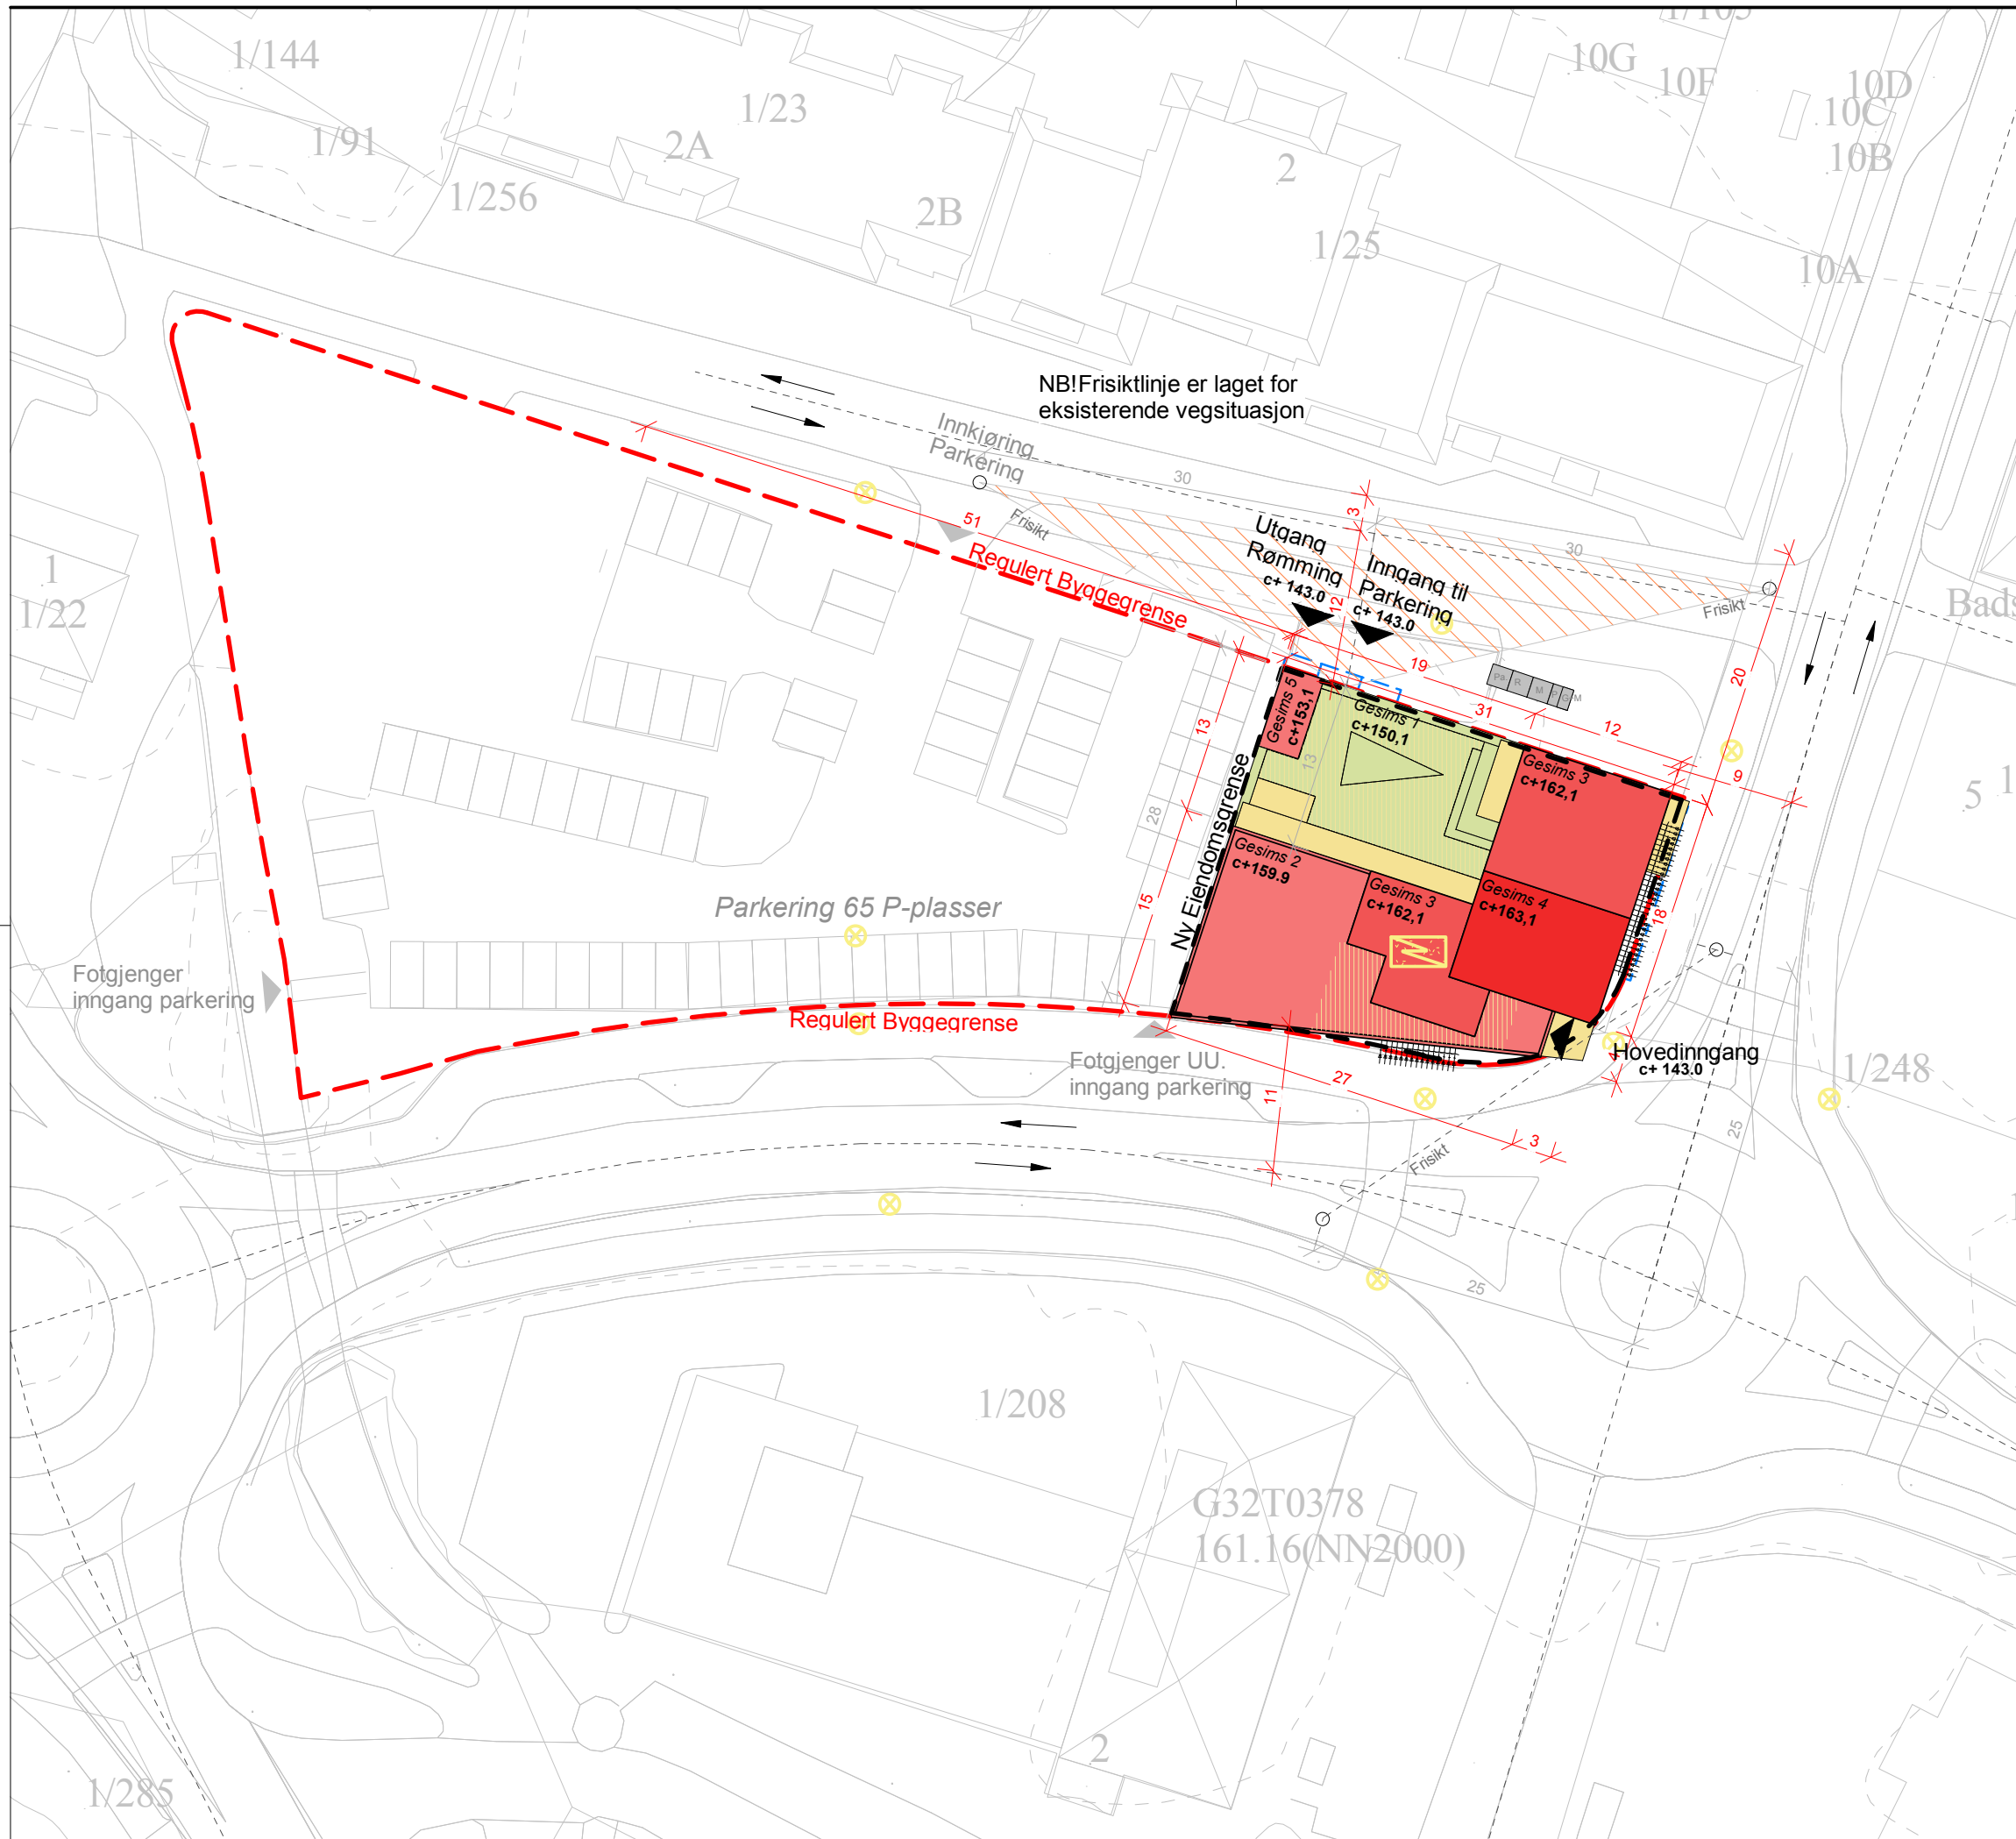 1/144
1/91
1/256
1/23
2A
2B
2
1/25
10G
10F
10D
10C
10B
10A
NB!Frisiktlinje er laget for
eksisterende vegsituasjon
Innkjøring
Parkering
30
Frisikt
51
Regulert Byggegrense
Utgang
Rømming
c+ 143.0
Inngang til
Parkering
c+ 143.0
3
12
30
Frisikt
1
1/22
Bads
19
31
12
20
9
R
M
P
G
M
13
28
15
Ny Eiendomsgrense
Gesims 5
c+153,1
Gesims 1
c+150,1
13
Gesims 3
c+162,1
Gesims 2
c+159.9
Gesims 3
c+162,1
Gesims 4
c+163,1
18
5
Parkering 65 P-plasser
Fotgjenger
inngang parkering
Regulert Byggegrense
Fotgjenger UU.
inngang parkering
Hovedinngang
c+ 143.0
4
1/248
27
11
3
Frisikt
25
25
1/208
G32T0378
161.16(NN2000)
2
1/285